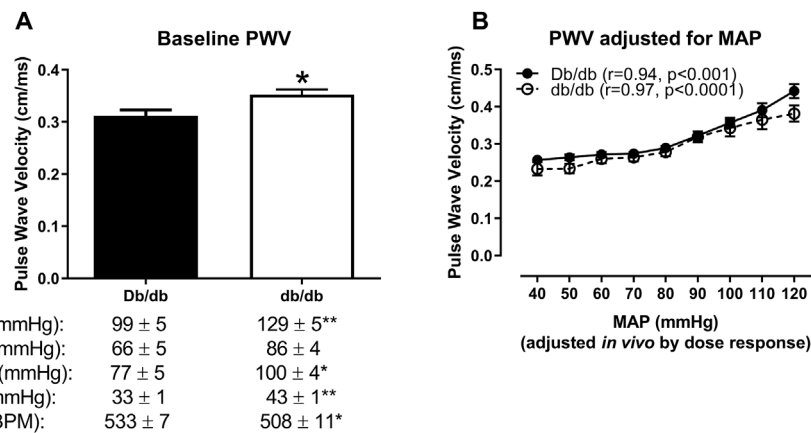 A
Baseline PWV
Pulse Wave Velocity (cm/ms)
0.4
0.3
0.2
0.1
0.0
*
Db/db
db/db
mmHg): 99 ± 5 129 ± 5**
mmHg): 66 ± 5 86 ± 4
(mmHg): 77 ± 5 100 ± 4*
mmHg): 33 ± 1 43 ± 1**
BPM): 533 ± 7 508 ± 11*
B
PWV adjusted for MAP
Pulse Wave Velocity (cm/ms)
0.5
0.4
0.3
0.2
0.1
0.0
Db/db (r=0.94, p<0.001)
db/db (r=0.97, p<0.0001)
40 50 60 70 80 90 100 110 120
MAP (mmHg)
(adjusted in vivo by dose response)